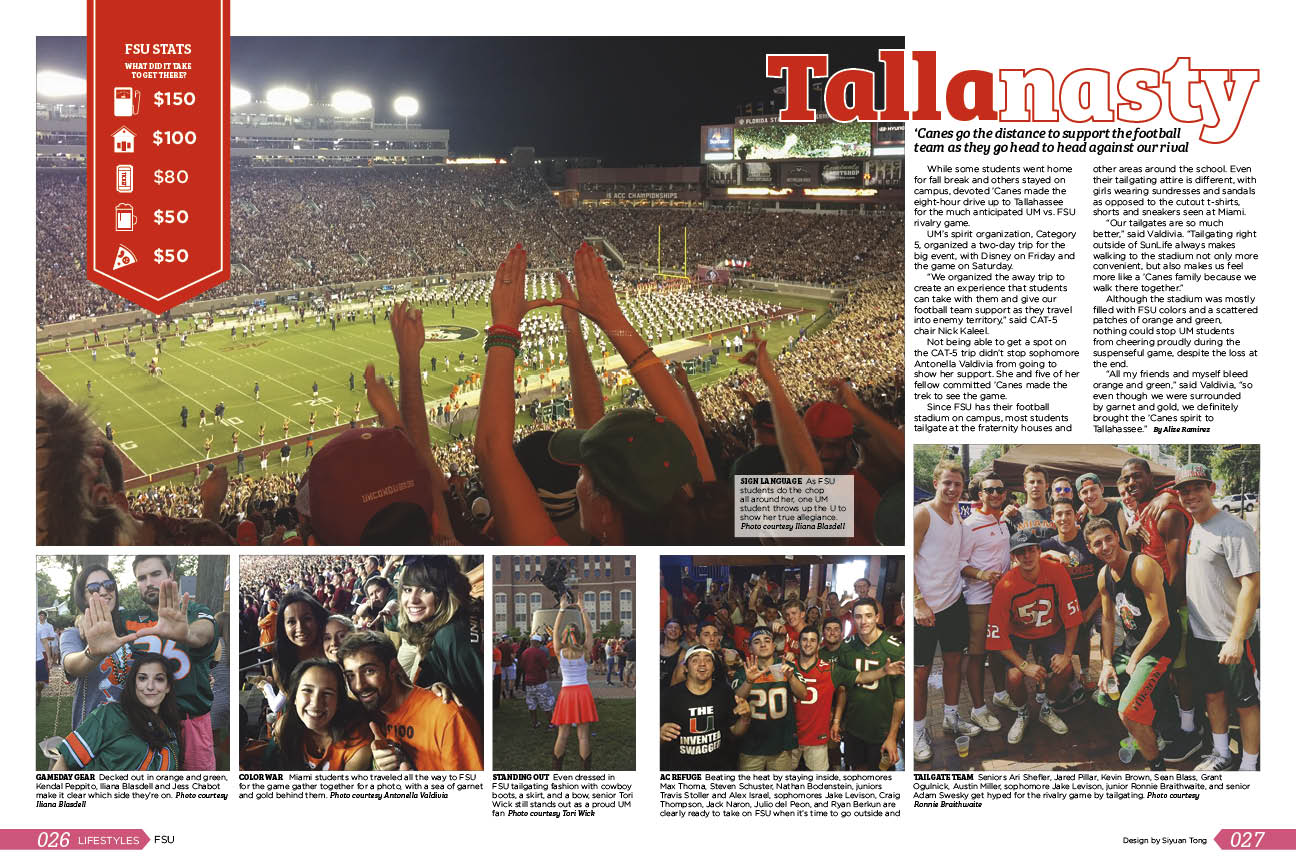 FSU STATS
WHAT DID IT TAKE
TO GET THERE?
$150
$100
$80
$50
$50
Tallanasty
‘Canes go the distance to support the football
team as they go head to head against our rival
While some students went home
for fall break and others stayed on
campus, devoted ‘Canes made the
eight-hour drive up to Tallahassee
for the much anticipated UM vs. FSU
rivalry game.
UM’s spirit organization, Category
5, organized a two-day trip for the
big event, with Disney on Friday and
the game on Saturday.
“We organized the away trip to
create an experience that students
can take with them and give our
football team support as they travel
into enemy territory,” said CAT-5
chair Nick Kaleel.
Not being able to get a spot on
the CAT-5 trip didn’t stop sophomore
Antonella Valdivia from going to
show her support. She and five of her
fellow committed ‘Canes made the
trek to see the game.
Since FSU has their football
stadium on campus, most students
tailgate at the fraternity houses and
other areas around the school. Even
their tailgating attire is different, with
girls wearing sundresses and sandals
as opposed to the cutout t-shirts,
shorts and sneakers seen at Miami.
“Our tailgates are so much
better,” said Valdivia. “Tailgating right
outside of SunLife always makes
walking to the stadium not only more
convenient, but also makes us feel
more like a ‘Canes family because we
walk there together.”
Although the stadium was mostly
filled with FSU colors and a scattered
patches of orange and green,
nothing could stop UM students
from cheering proudly during the
suspenseful game, despite the loss at
the end.
“All my friends and myself bleed
orange and green,” said Valdivia, “so
even though we were surrounded
by garnet and gold, we definitely
brought the ‘Canes spirit to
Tallahassee.” By Alize Ramirez
FLORIDA ST
HYUNDAI
ACC CHAMPIONSHIPS
UNCONQUERED
SIGN LANGUAGE As FSU
students do the chop
all around her, one UM
student throws up the U to
show her true allegiance.
Photo courtesy Iliana Blasdell
THE
U
INVENTED
SWAGGER
20
5
15
52
52
52
MIAMI
GAMEDAY GEAR Decked out in orange and green,
Kendal Peppito, Iliana Blasdell and Jess Chabot
make it clear which side they’re on. Photo courtesy
Iliana Blasdell
COLOR WAR Miami students who traveled all the way to FSU
for the game gather together for a photo, with a sea of garnet
and gold behind them. Photo courtesy Antonella Valdivia
STANDING OUT Even dressed in
FSU tailgating fashion with cowboy
boots, a skirt, and a bow, senior Tori
Wick still stands out as a proud UM
fan Photo courtesy Tori Wick
AC REFUGE Beating the heat by staying inside, sophomores
Max Thoma, Steven Schuster, Nathan Bodenstein, juniors
Travis Stoller and Alex Israel, sophomores Jake Levison, Craig
Thompson, Jack Naron, Julio del Peon, and Ryan Berkun are
clearly ready to take on FSU when it’s time to go outside and
TAILGATE TEAM Seniors Ari Shefler, Jared Pillar, Kevin Brown, Sean Blass, Grant
Ogulnick, Austin Miller, sophomore Jake Levison, junior Ronnie Braithwaite, and senior
Adam Swesky get hyped for the rivalry game by tailgating. Photo courtesy
Ronnie Braithwaite
026 LIFESTYLES FSU
Design by Siyuan Tong 027